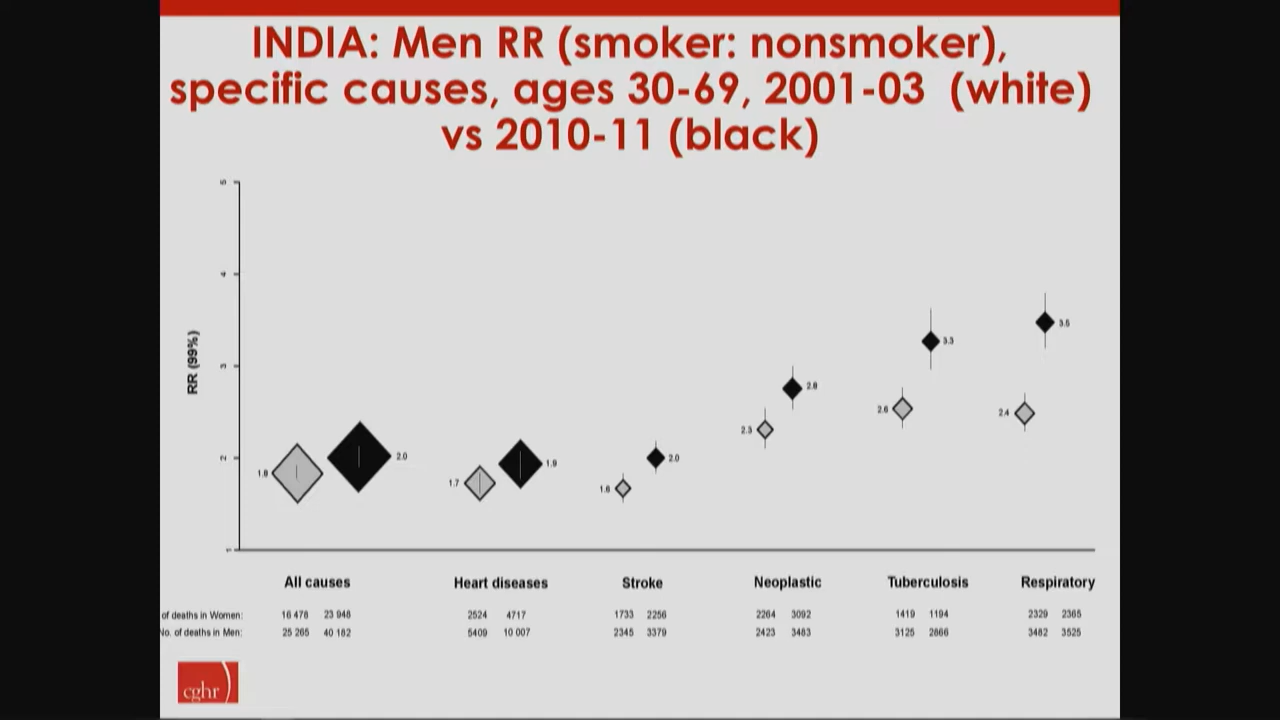 INDIA: Men RR (smoker: nonsmoker),
specific causes, ages 30-69, 2001-03 (white)
vs 2010-11 (black)
5
4
3
2
1
RR (99%)
1.8
2.0
1.7
1.9
1.6
2.0
2.3
2.8
2.6
3.3
2.4
3.5
All causes Heart diseases Stroke Neoplastic Tuberculosis Respiratory
of deaths in Women: 16 478 23 948 2524 4717 1733 2256 2264 3092 1419 1194 2329 2365
No. of deaths in Men: 25 265 40 182 5409 10 007 2345 3379 2423 3483 3125 2866 3482 3525
cghr